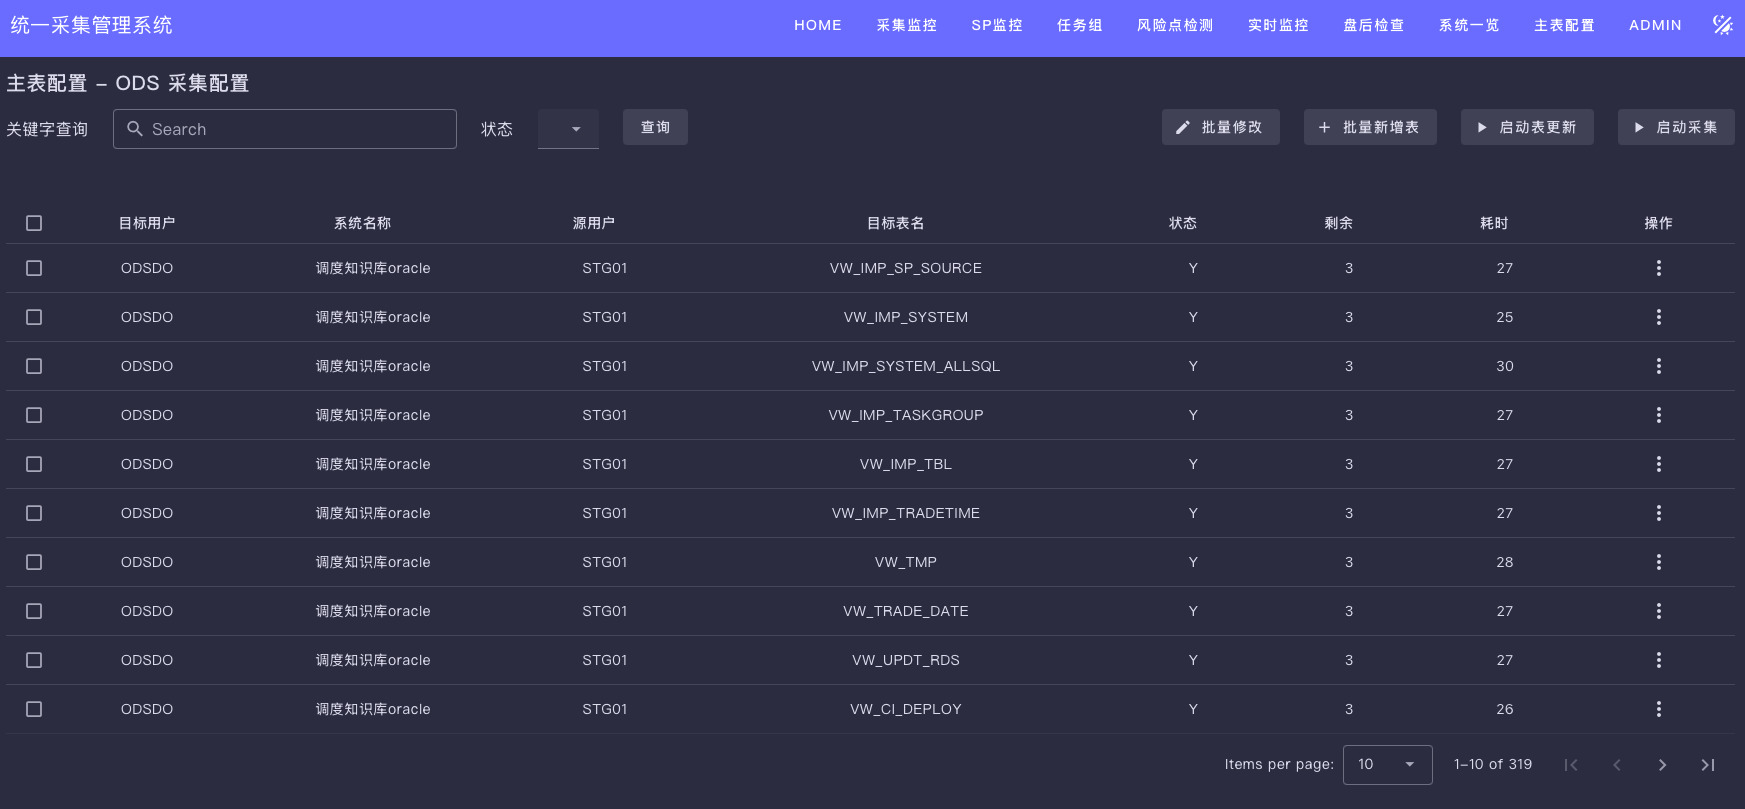 统一采集管理系统 HOME 采集监控 SP监控 任务组 风险点检测 实时监控 盘后检查 系统一览 主表配置 ADMIN
主表配置 – ODS 采集配置
关键字查询 Search 状态 查询 批量修改 批量新增表 启动表更新 启动采集
目标用户 系统名称 源用户 目标表名 状态 剩余 耗时 操作
ODSDO 调度知识库oracle STG01 VW_IMP_SP_SOURCE Y 3 27
ODSDO 调度知识库oracle STG01 VW_IMP_SYSTEM Y 3 25
ODSDO 调度知识库oracle STG01 VW_IMP_SYSTEM_ALLSQL Y 3 30
ODSDO 调度知识库oracle STG01 VW_IMP_TASKGROUP Y 3 27
ODSDO 调度知识库oracle STG01 VW_IMP_TBL Y 3 27
ODSDO 调度知识库oracle STG01 VW_IMP_TRADETIME Y 3 27
ODSDO 调度知识库oracle STG01 VW_TMP Y 3 28
ODSDO 调度知识库oracle STG01 VW_TRADE_DATE Y 3 27
ODSDO 调度知识库oracle STG01 VW_UPDT_RDS Y 3 27
ODSDO 调度知识库oracle STG01 VW_CI_DEPLOY Y 3 26
Items per page: 10 1–10 of 319